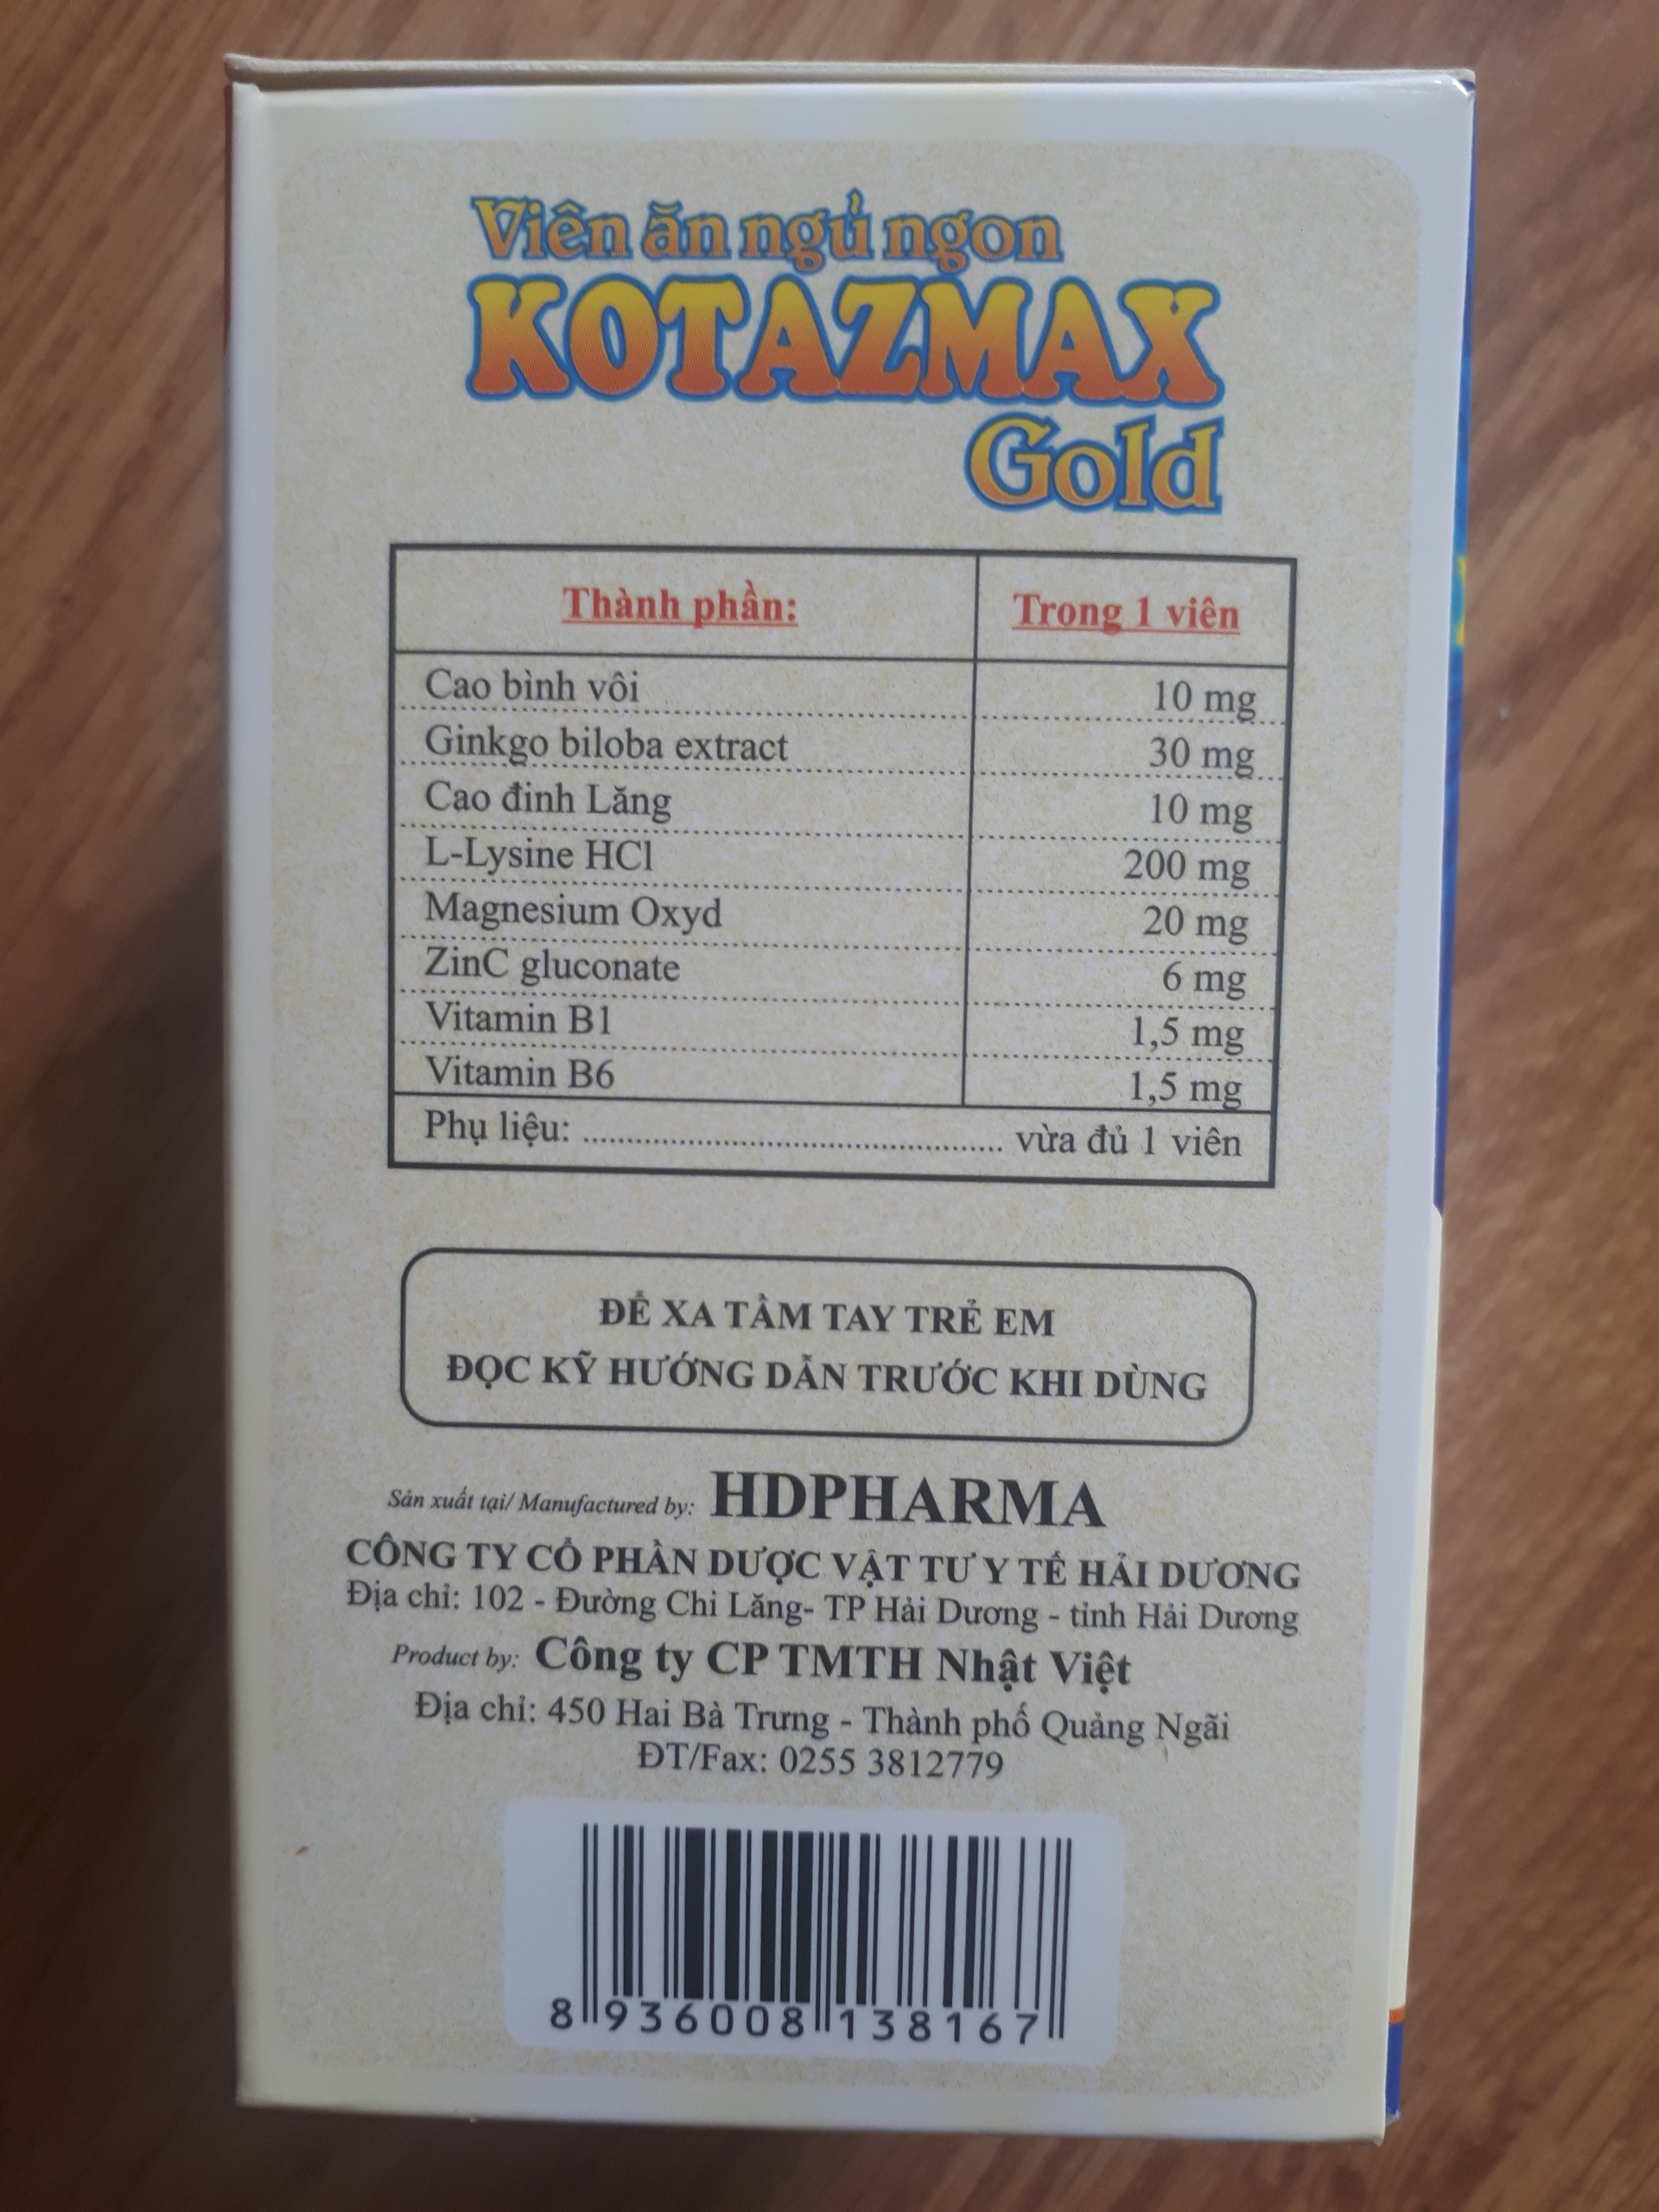 Viên ăn ngủ ngon
KOTAZMAX
Gold
Thành phần: Trong 1 viên
Cao bình vôi 10 mg
Ginkgo biloba extract 30 mg
Cao đinh Lăng 10 mg
L-Lysine HCl 200 mg
Magnesium Oxyd 20 mg
ZinC gluconate 6 mg
Vitamin B1 1,5 mg
Vitamin B6 1,5 mg
Phụ liệu: ................................................ vừa đủ 1 viên
ĐỂ XA TẦM TAY TRẺ EM
ĐỌC KỸ HƯỚNG DẪN TRƯỚC KHI DÙNG
Sản xuất tại/ Manufactured by: HDPHARMA
CÔNG TY CỔ PHẦN DƯỢC VẬT TƯ Y TẾ HẢI DƯƠNG
Địa chỉ: 102 - Đường Chi Lăng- TP Hải Dương - tỉnh Hải Dương
Product by: Công ty CP TMTH Nhật Việt
Địa chỉ: 450 Hai Bà Trưng - Thành phố Quảng Ngãi
ĐT/Fax: 0255 3812779
8 936008 138167